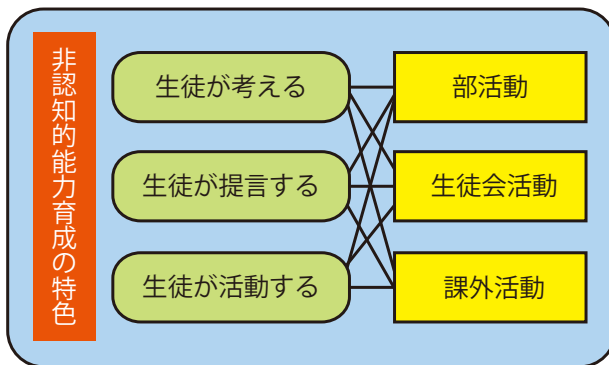 非認知的能力育成の特色
生徒が考える
部活動
生徒が提言する
生徒会活動
生徒が活動する
課外活動